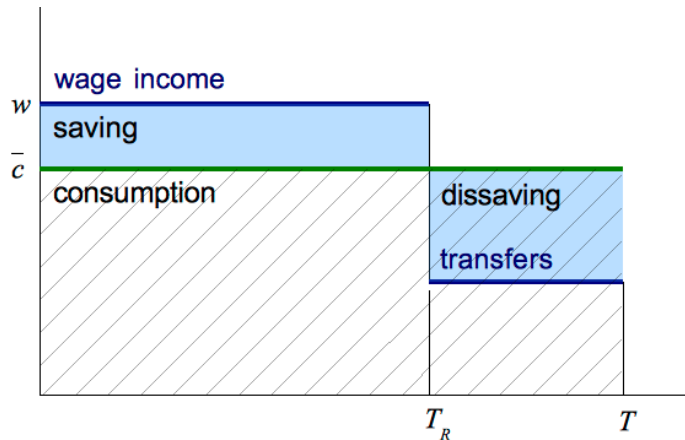 wage income
w
saving
c̅
consumption
dissaving
transfers
T_R
T